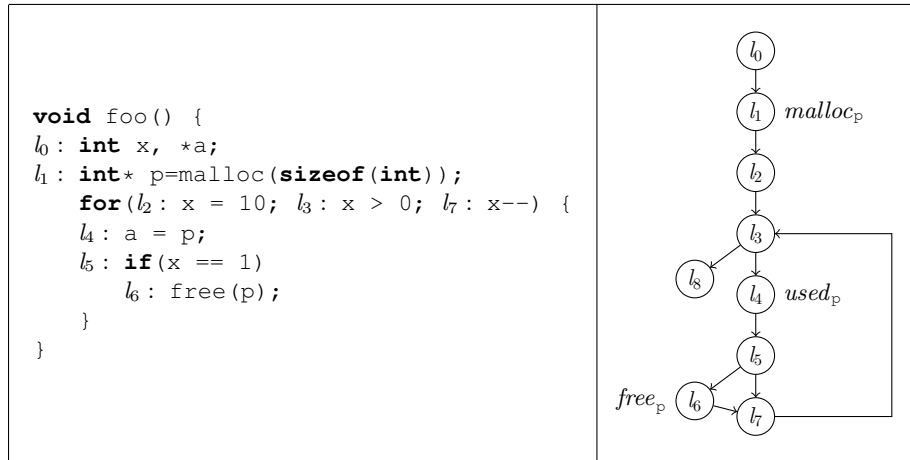 void foo() {
l₀: int x, *a;
l₁: int* p=malloc(sizeof(int));
for(l₂: x = 10; l₃: x > 0; l₇: x--) {
l₄: a = p;
l₅: if(x == 1)
l₆: free(p);
}
}
l₀
l₁ mallocₚ
l₂
l₃
l₈
l₄ usedₚ
l₅
freeₚ l₆
l₇